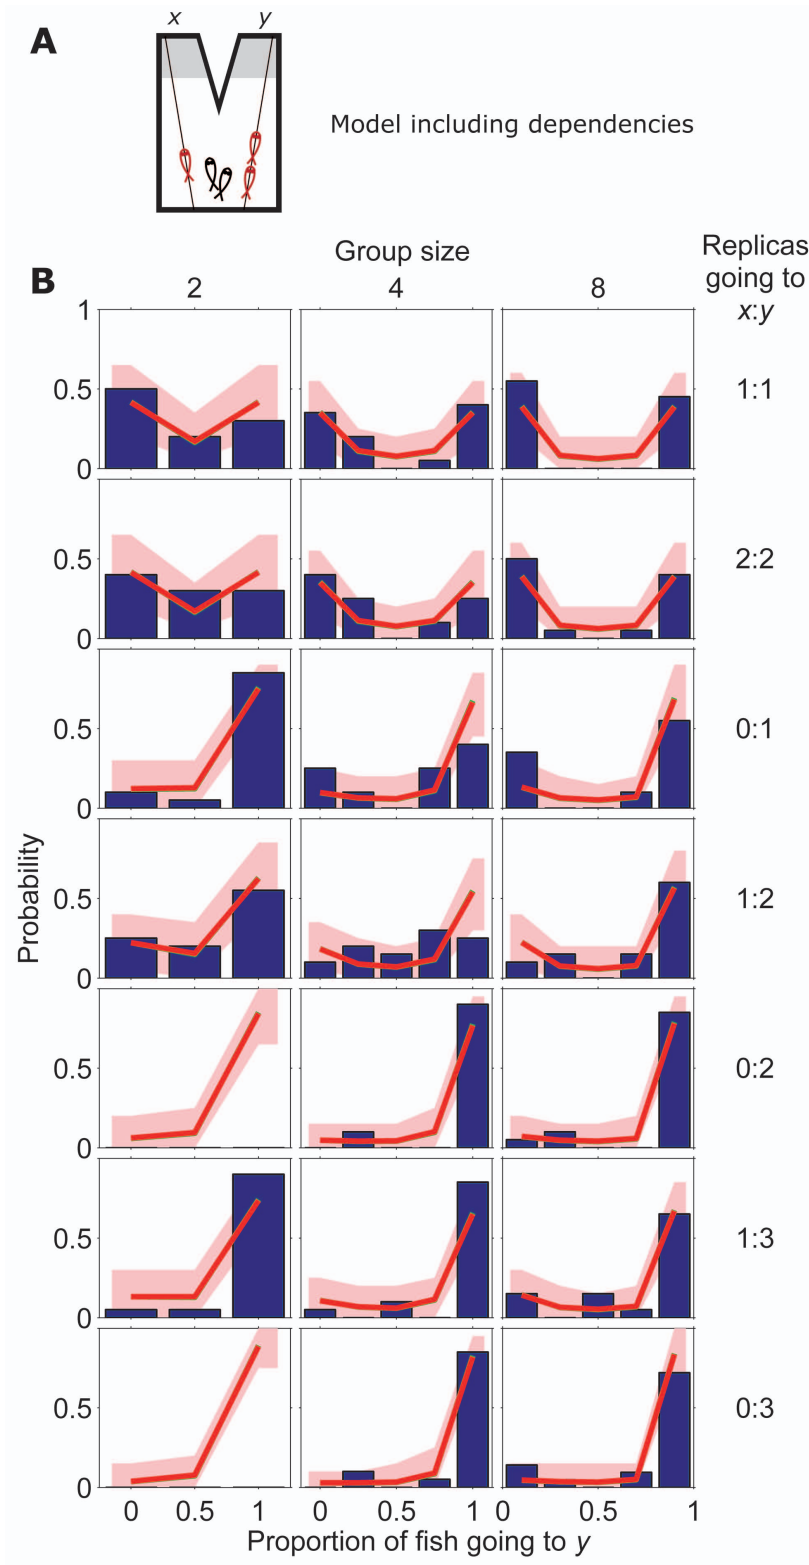 A
x y
Model including dependencies
B
Group size
Replicas
going to
x:y
2 4 8
1
0.5
0
1:1
0.5
0
2:2
0.5
0
0:1
0.5
0
1:2
0.5
0
0:2
0.5
0
1:3
0.5
0
0:3
Probability
0 0.5 1 0 0.5 1 0 0.5 1
Proportion of fish going to y